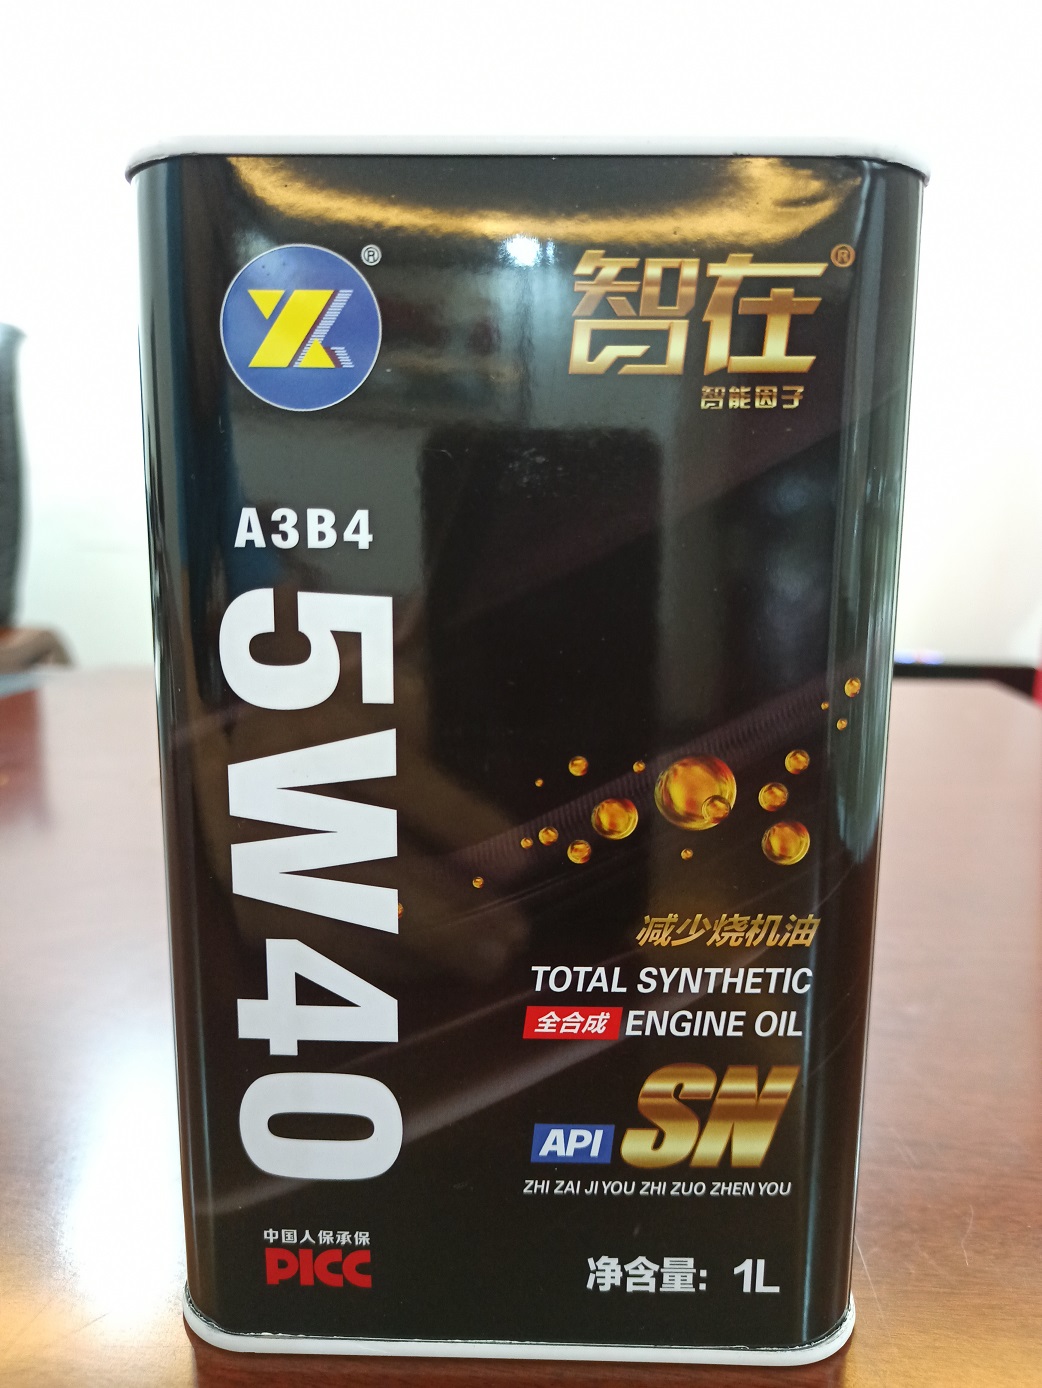 ®
智在®
智能因子
A3B4
5W40
减少烧机油
TOTAL SYNTHETIC
全合成 ENGINE OIL
API SN
ZHI ZAI JI YOU ZHI ZUO ZHEN YOU
中国人保承保
PICC
净含量: 1L